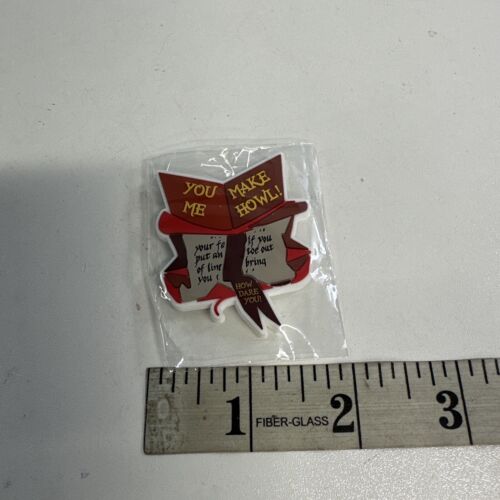 YOU MAKE
ME HOWL!
your fo if you
put an toe out
of line bring
you
HOW
DARE
YOU!
1 FIBER-GLASS 2 3